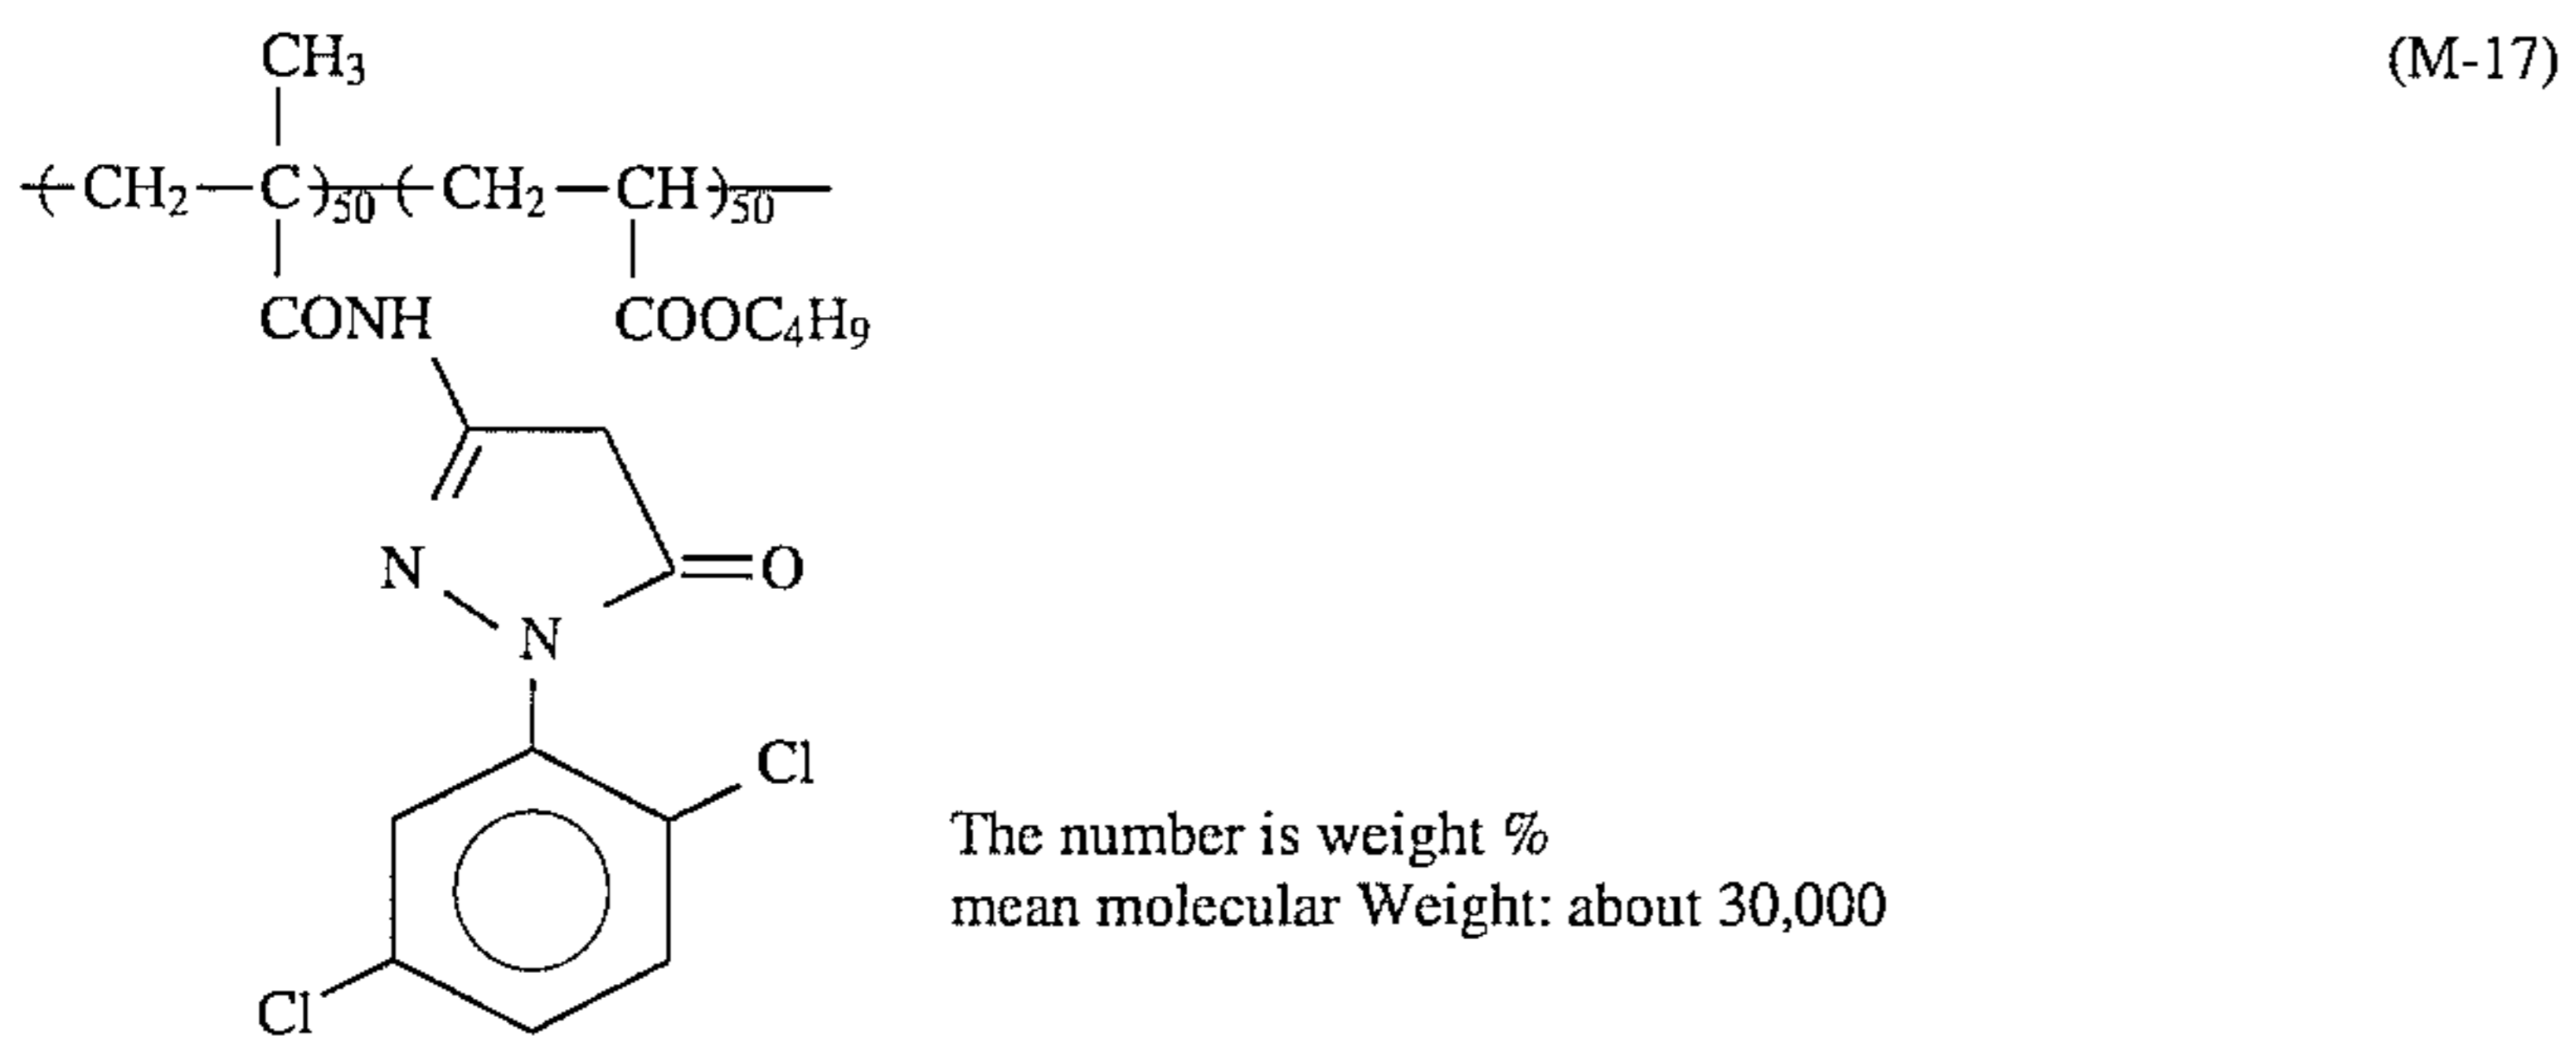 CH₃ (M-17)
(CH₂—C)₅₀(CH₂—CH)₅₀
CONH COOC₄H₉
N =O
N
Cl
The number is weight %
mean molecular Weight: about 30,000
Cl